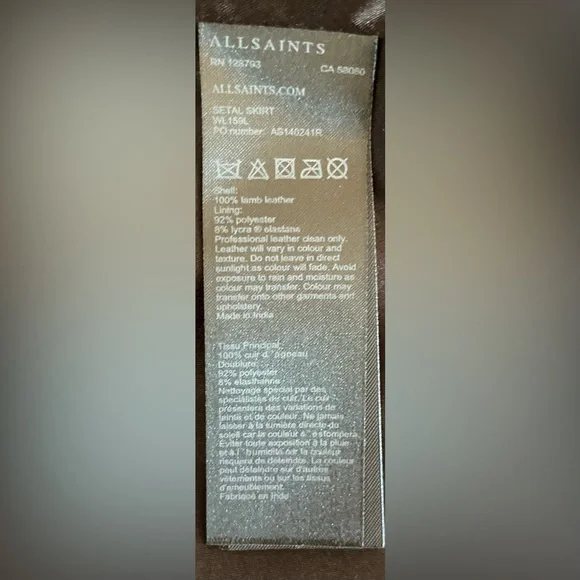 ALLSAINTS
RN 128793 CA 58060
ALLSAINTS.COM
SETAL SKIRT
WL159L
PO number: AS140241R
Shell:
100% lamb leather
Lining:
92% polyester
8% lycra ® elastane
Professional leather clean only.
Leather will vary in colour and
texture. Do not leave in direct
sunlight as colour will fade. Avoid
exposure to rain and moisture as
colour may transfer. Colour may
transfer onto other garments and
upholstery.
Made in India
Tissu Principal:
100% cuir d' agneau
Doublure:
92% polyester
8% elasthanne
Nettoyage special par des
specialistes du cuir. Le cuir
presentera des variations de
teinte et de couleur. Ne jamais
laisser à la lumière directe du
soleil car la couleur s' estompera.
Éviter toute exposition à la pluie
et à l' humidité car la couleur
risquera de déteindre. La couleur
peut déteindre sur d'autres
vêtements ou sur les tissus
d'ameublement.
Fabriqué en Inde